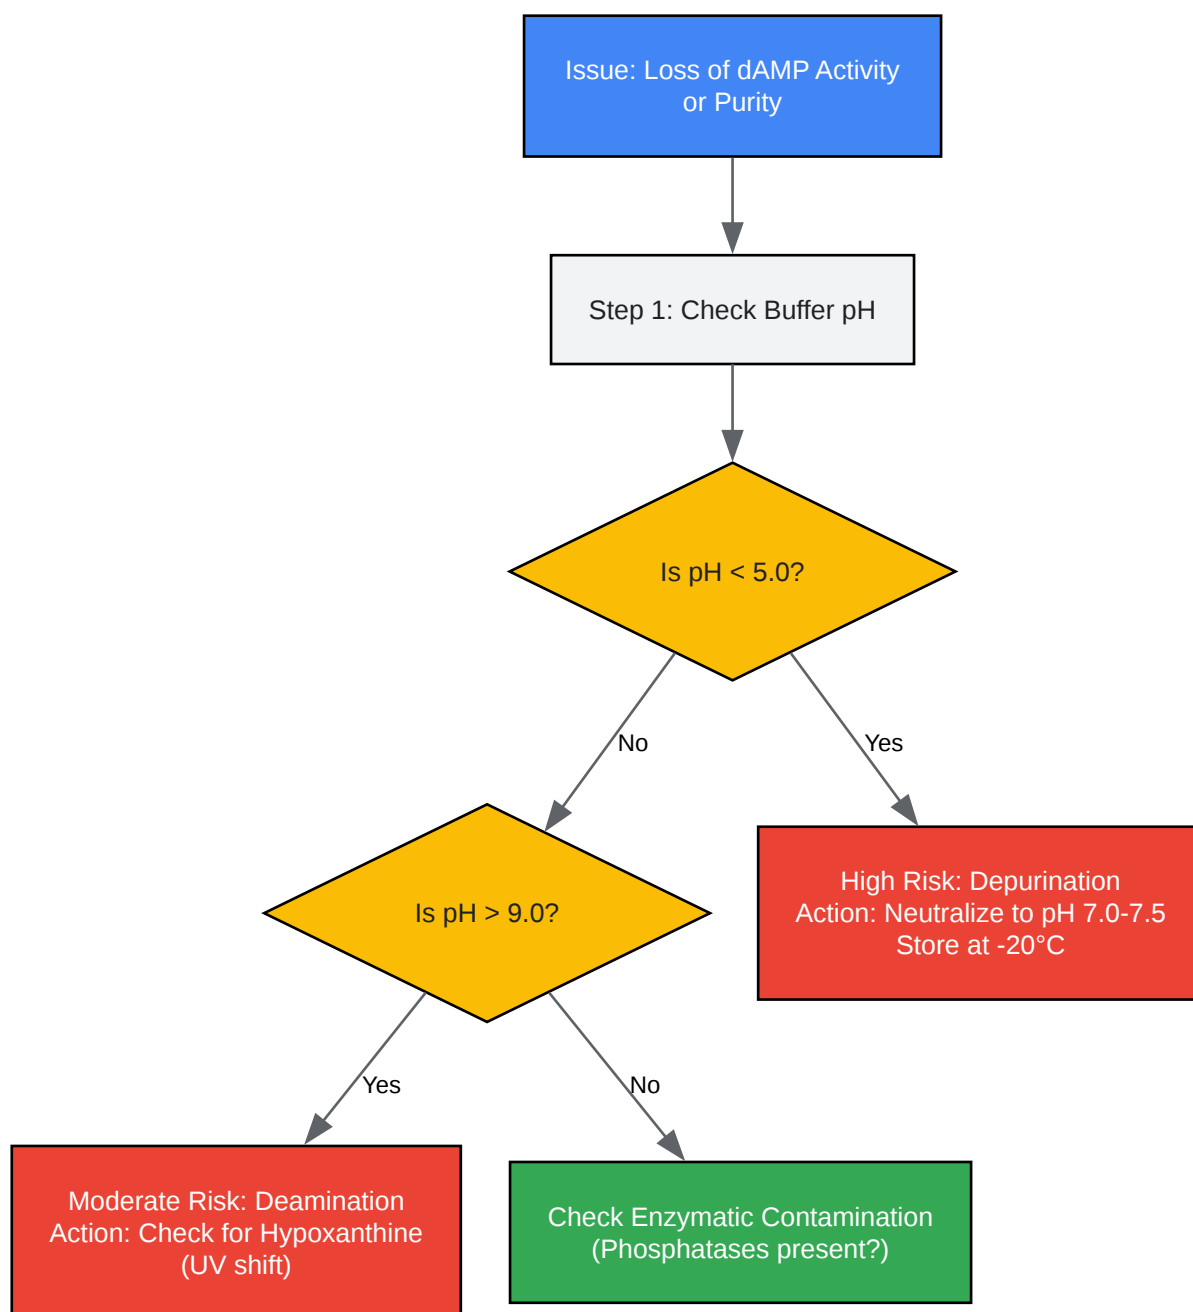 Issue: Loss of dAMP Activity
or Purity
Step 1: Check Buffer pH
Is pH < 5.0?
No
Yes
Is pH > 9.0?
High Risk: Depurination
Action: Neutralize to pH 7.0-7.5
Store at -20°C
Yes
No
Moderate Risk: Deamination
Action: Check for Hypoxanthine
(UV shift)
Check Enzymatic Contamination
(Phosphatases present?)